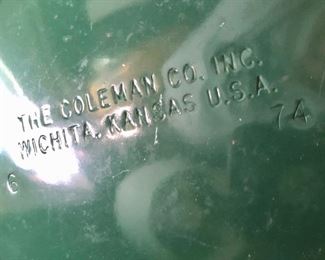 THE COLEMAN CO. INC.
WICHITA, KANSAS U.S.A.
6 74